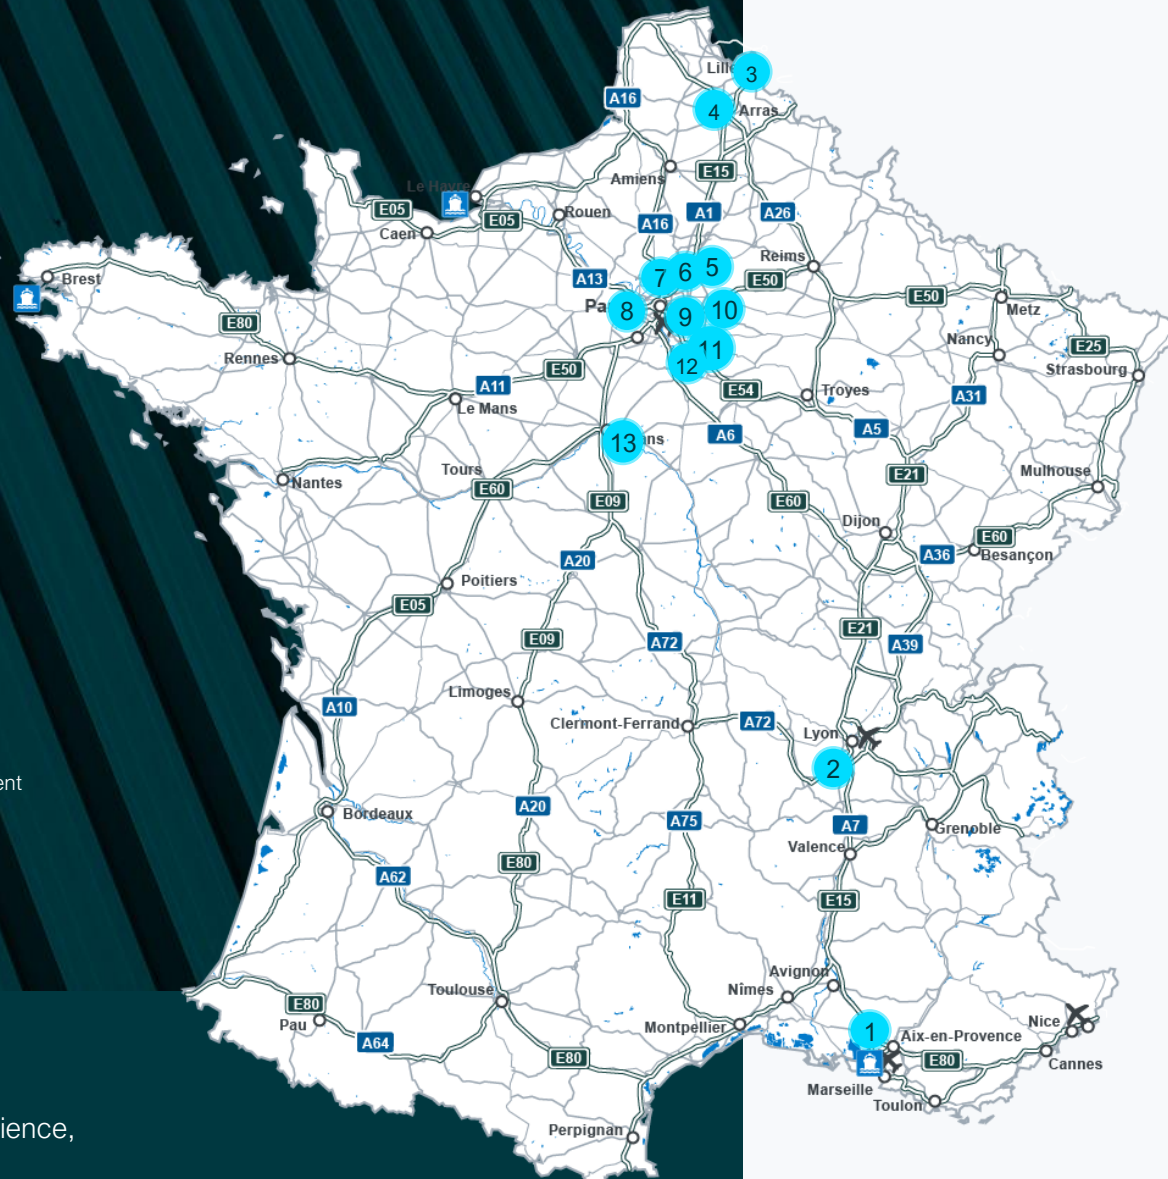 Lille
3
A16
4
Arras
E15
Amiens
Le Havre
E05
E05
Rouen
A16
A1
A26
Caen
Reims
Brest
A13
7
6
5
E50
E50
Metz
Pa
8
9
10
E80
Nancy
E25
Rennes
E50
11
12
Strasbourg
A11
E54
Troyes
A31
Le Mans
A6
A5
13
ans
Tours
E21
Mulhouse
Nantes
E60
E09
E60
Dijon
E60
A20
A36
Besançon
Poitiers
E05
E21
E09
A72
A39
Limoges
A10
Clermont-Ferrand
A72
Lyon
2
ent
A20
Bordeaux
A75
A7
Grenoble
Valence
E80
A62
E11
E15
Avignon
Toulouse
Nîmes
E80
Pau
Montpellier
1
Nice
A64
Aix-en-Provence
E80
E80
Cannes
Marseille
Toulon
ience,
Perpignan